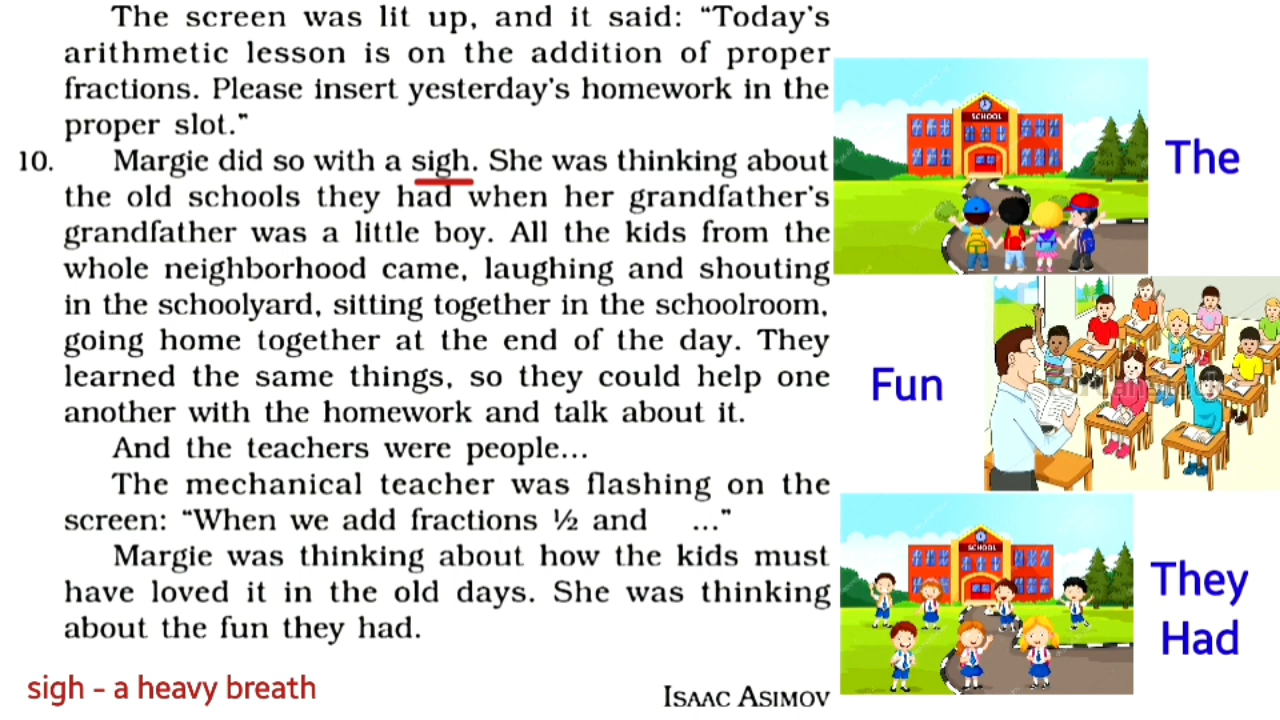 The screen was lit up, and it said: “Today’s
arithmetic lesson is on the addition of proper
fractions. Please insert yesterday’s homework in the
proper slot.”
10. Margie did so with a sigh. She was thinking about
the old schools they had when her grandfather’s
grandfather was a little boy. All the kids from the
whole neighborhood came, laughing and shouting
in the schoolyard, sitting together in the schoolroom,
going home together at the end of the day. They
learned the same things, so they could help one
another with the homework and talk about it.
And the teachers were people...
The mechanical teacher was flashing on the
screen: “When we add fractions ½ and ...”
Margie was thinking about how the kids must
have loved it in the old days. She was thinking
about the fun they had.
ISAAC ASIMOV
sigh – a heavy breath
SCHOOL
The
Fun
SCHOOL
They
Had